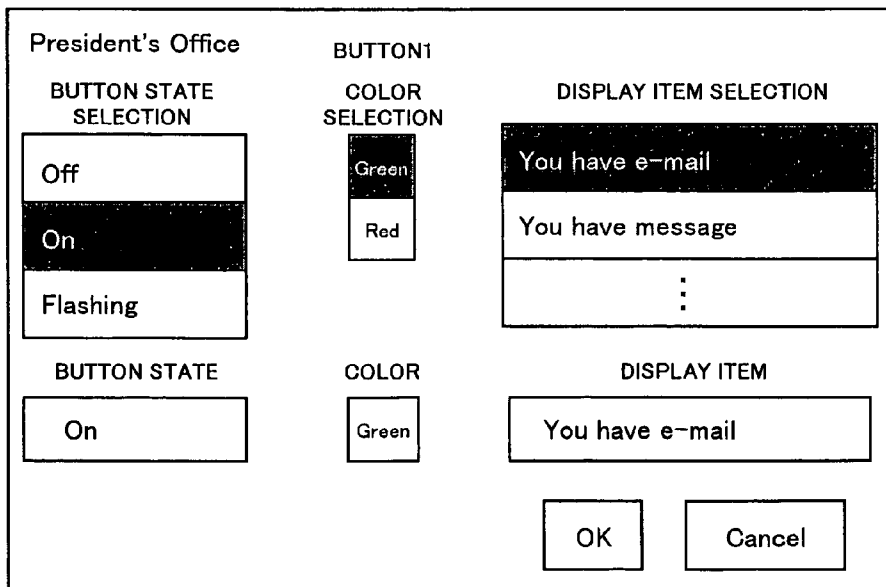 President's Office
BUTTON1
BUTTON STATE
SELECTION
COLOR
SELECTION
DISPLAY ITEM SELECTION
Off
On
Flashing
Green
Red
You have e-mail
You have message
⋮
BUTTON STATE
COLOR
DISPLAY ITEM
On
Green
You have e-mail
OK
Cancel